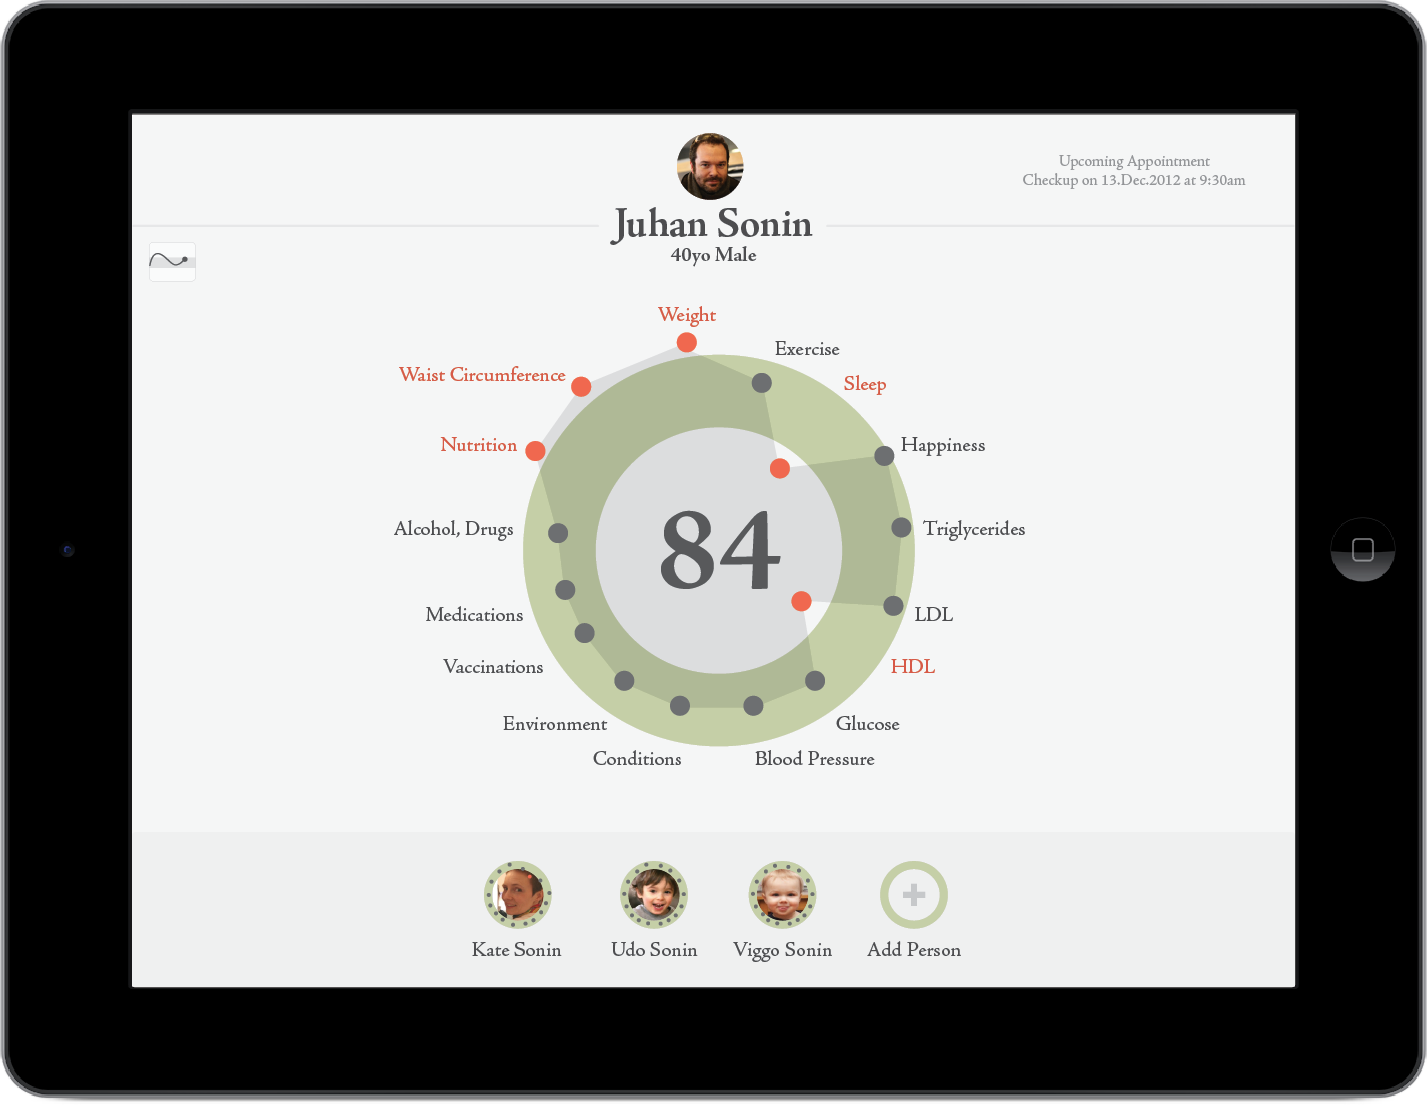 Upcoming Appointment
Checkup on 13.Dec.2012 at 9:30am
Juhan Sonin
40yo Male
Weight
Exercise
Waist Circumference
Sleep
Nutrition
Happiness
Alcohol, Drugs
84
Triglycerides
Medications
LDL
Vaccinations
HDL
Environment
Glucose
Conditions
Blood Pressure
Kate Sonin
Udo Sonin
Viggo Sonin
Add Person